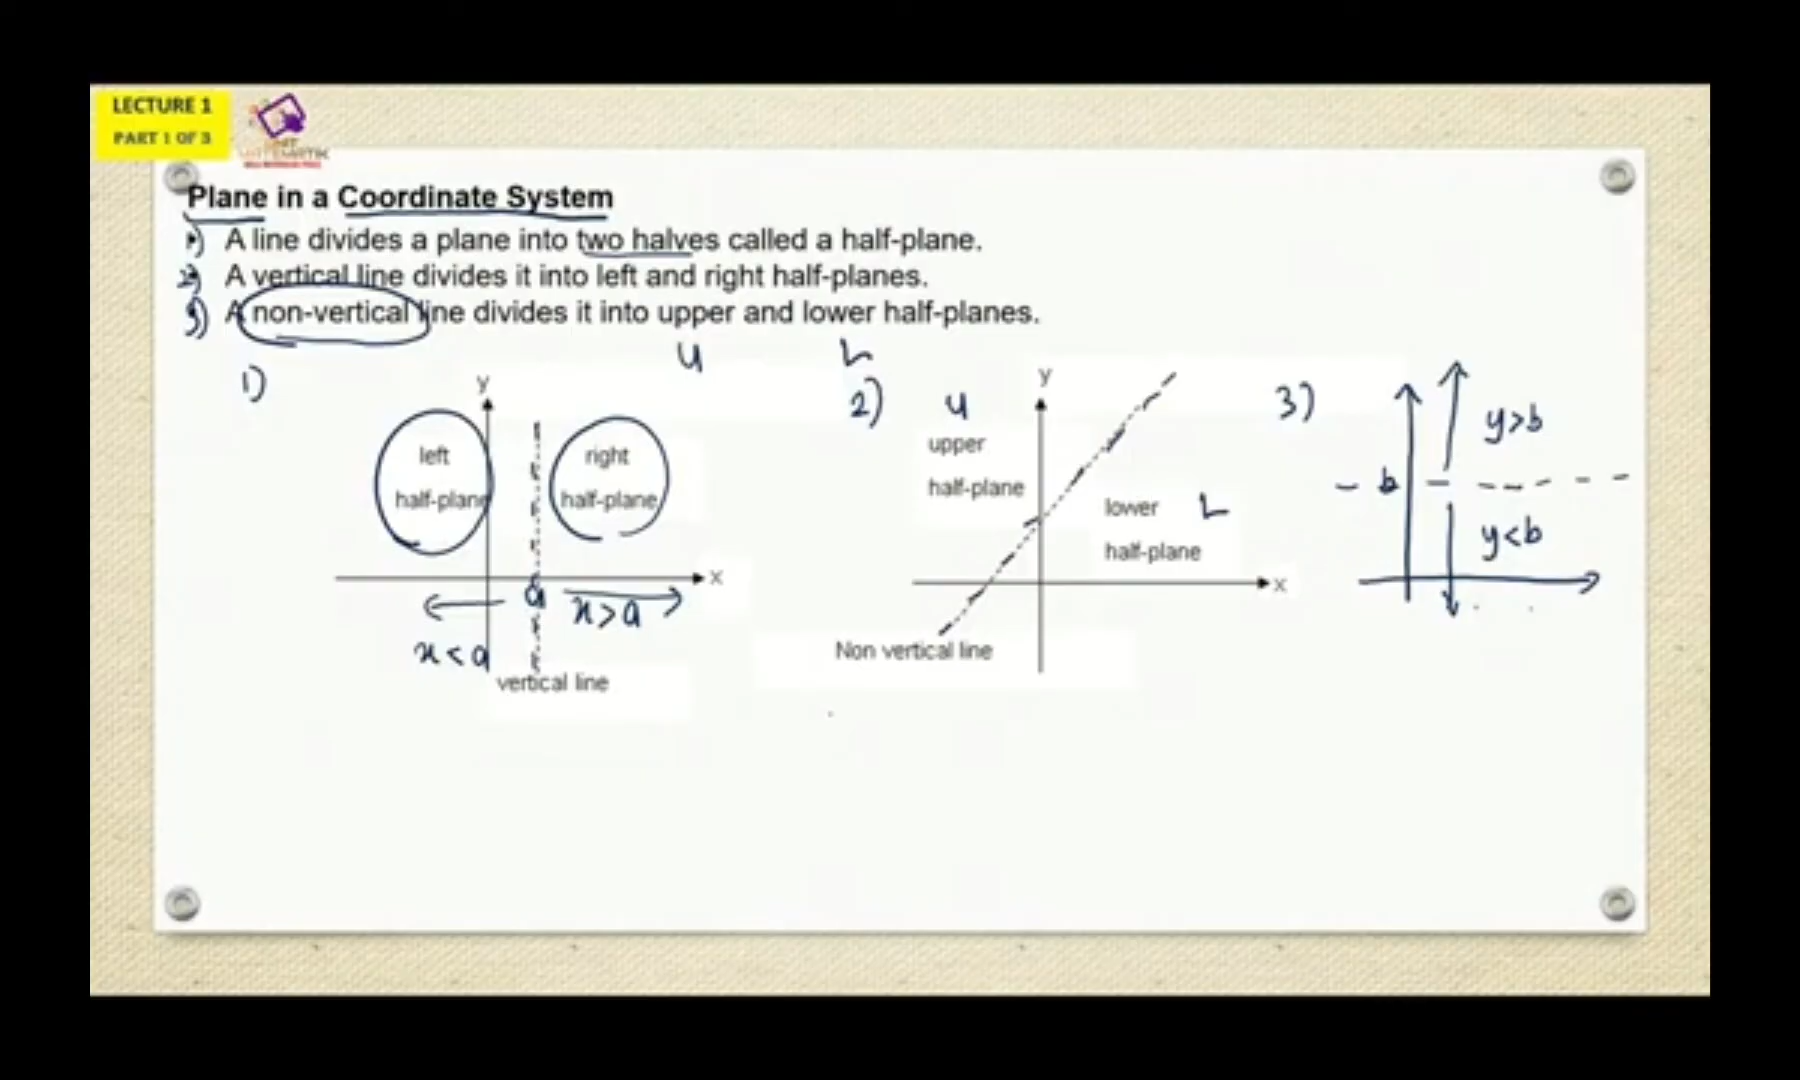 LECTURE 1
PART 1 OF 3
Plane in a Coordinate System
1) A line divides a plane into two halves called a half-plane.
2) A vertical line divides it into left and right half-planes.
3) A non-vertical line divides it into upper and lower half-planes.
U L
1)
y
left
half-plane
right
half-plane
x
a
x>a
x<a
vertical line
2)
U
y
upper
half-plane
lower L
half-plane
x
Non vertical line
3)
y>b
b
y<b